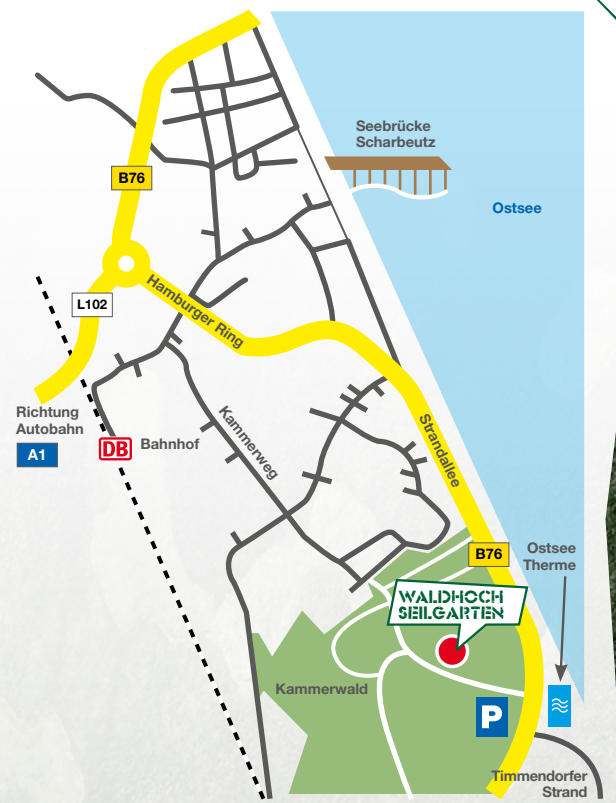 Seebrücke
Scharbeutz
B76
Ostsee
L102
Hamburger Ring
Richtung
Autobahn
A1
DB
Bahnhof
Kammerweg
Strandallee
B76
Ostsee
Therme
WALDHOCH
SEILGARTEN
Kammerwald
P
Timmendorfer
Strand